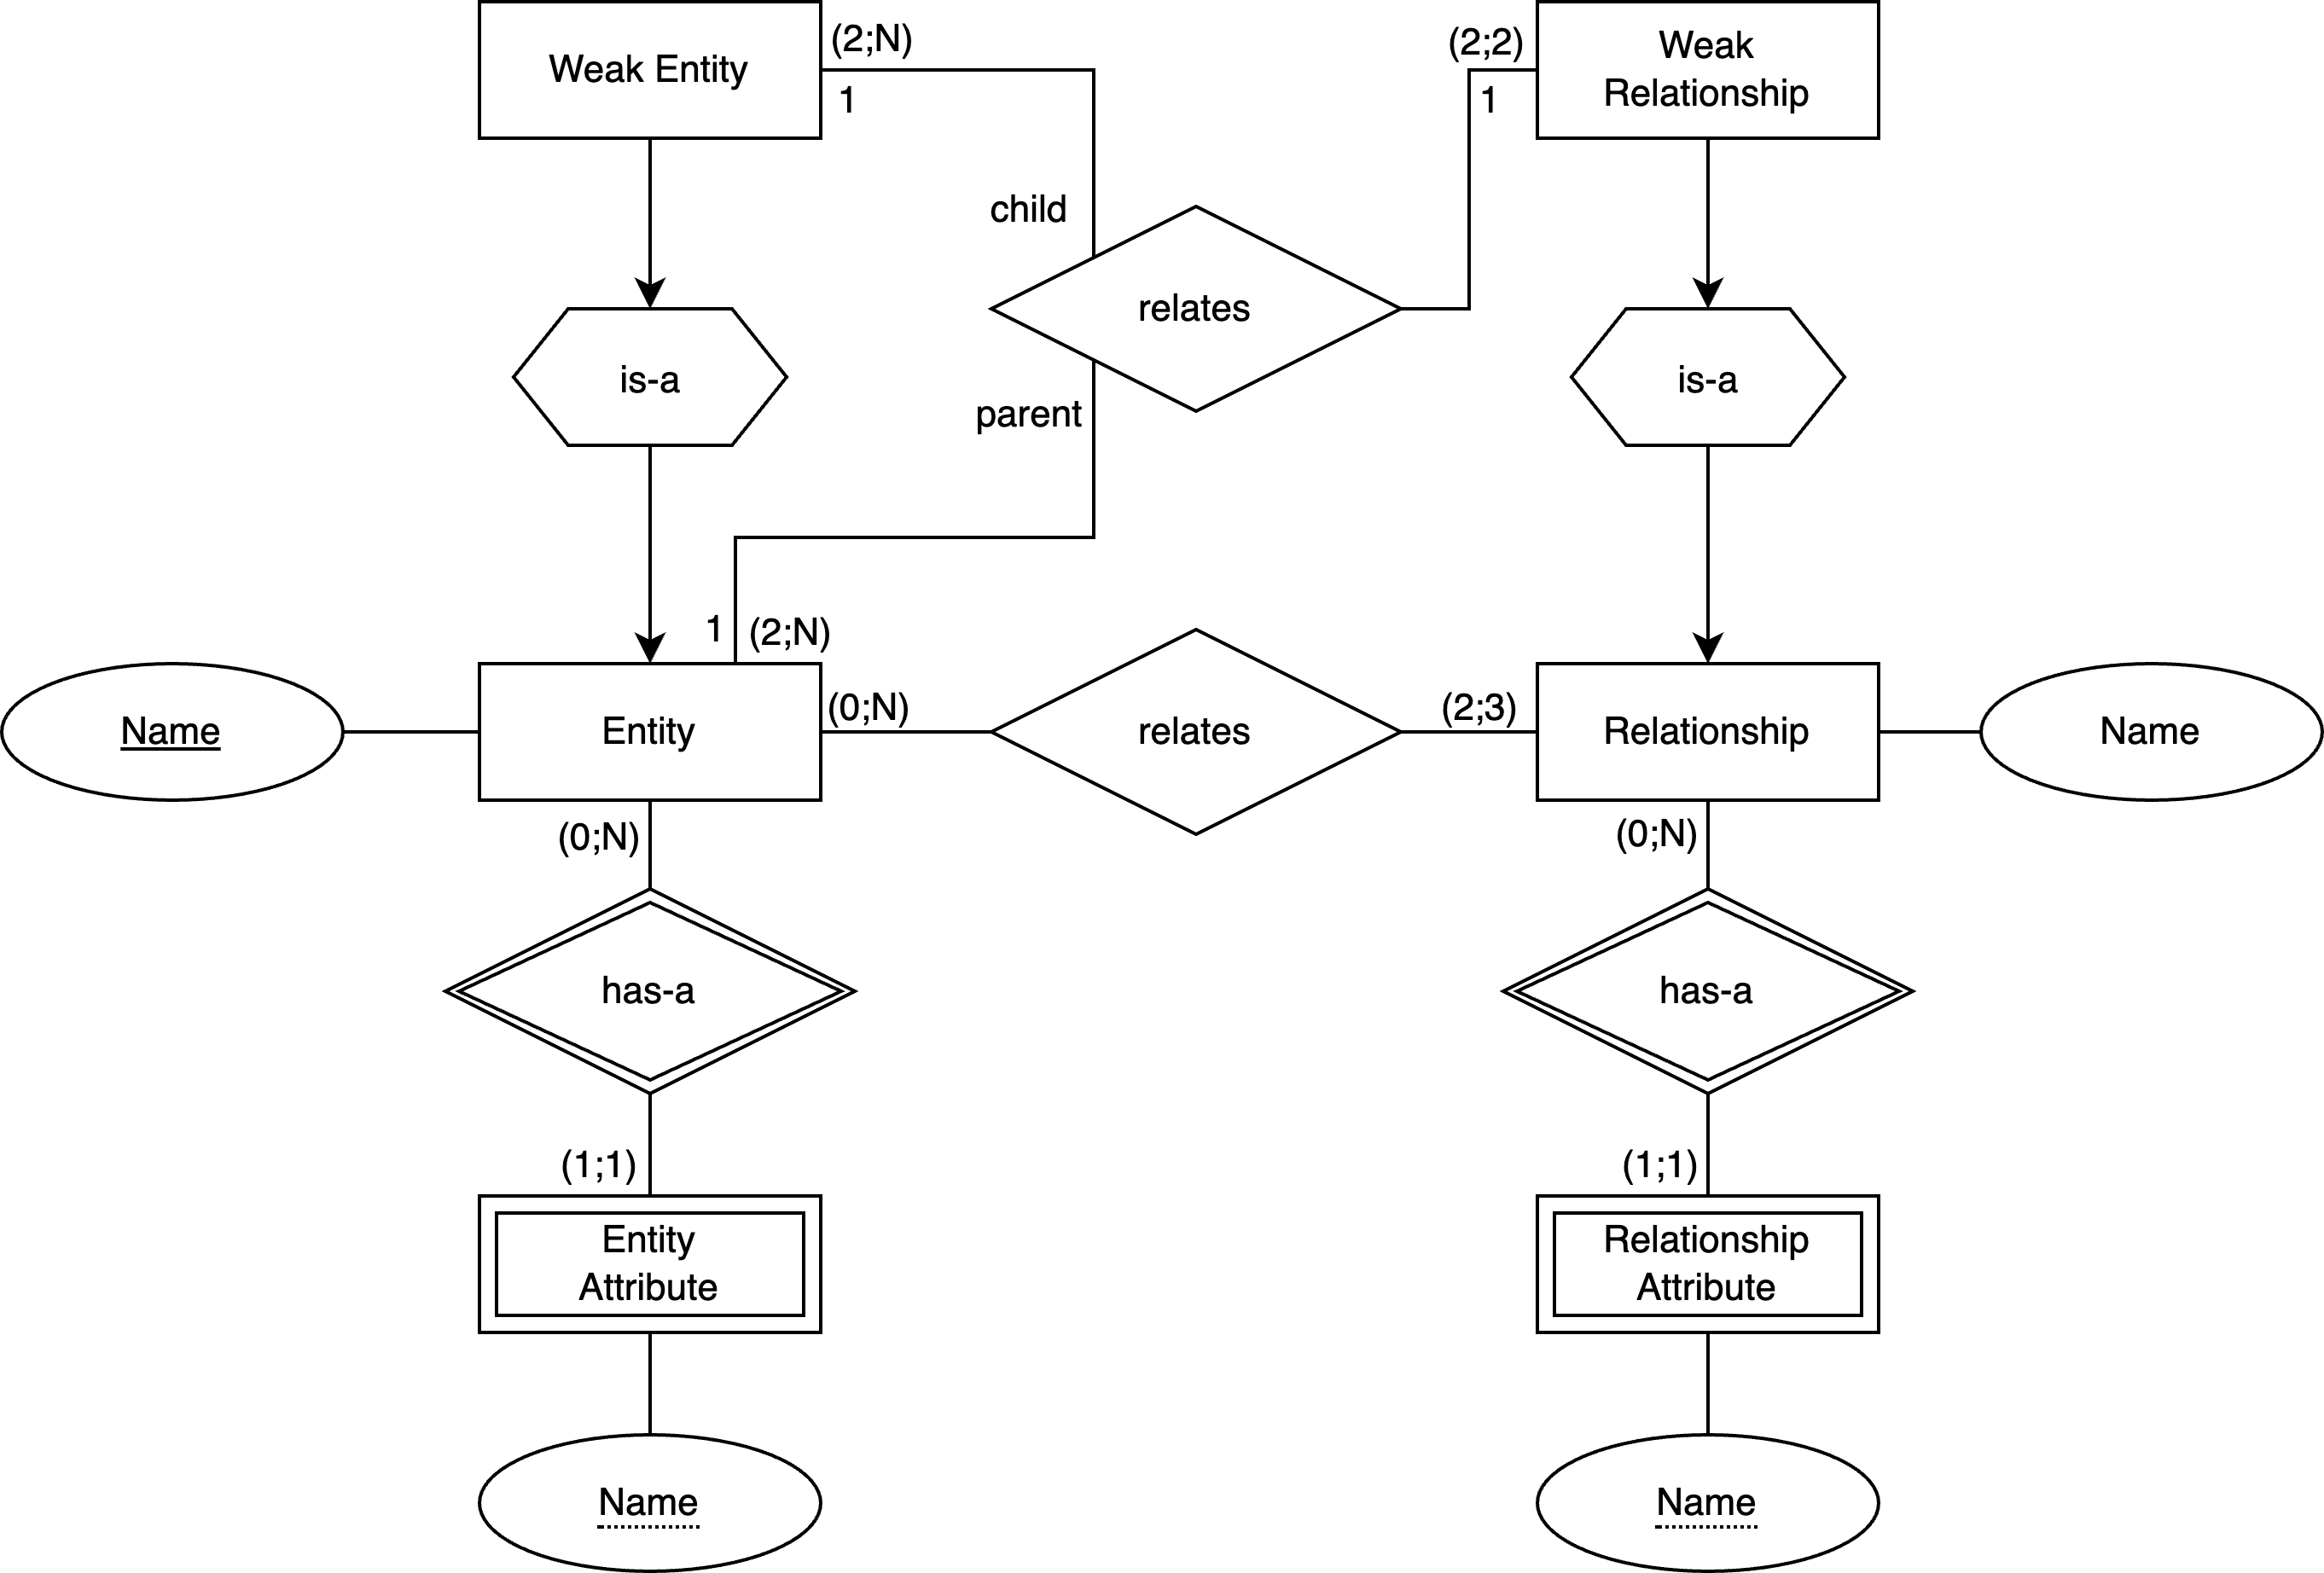 (2;N)
(2;2)
Weak Entity
Weak
Relationship
1
1
child
relates
is-a
is-a
parent
1
(2;N)
(0;N)
(2;3)
Name
Entity
relates
Relationship
Name
(0;N)
(0;N)
has-a
has-a
(1;1)
(1;1)
Entity
Attribute
Relationship
Attribute
Name
Name